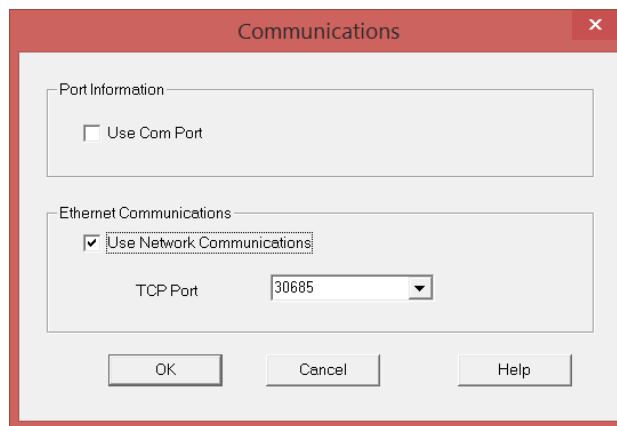 Communications
Port Information
Use Com Port
Ethernet Communications
Use Network Communications
TCP Port 30685
OK Cancel Help